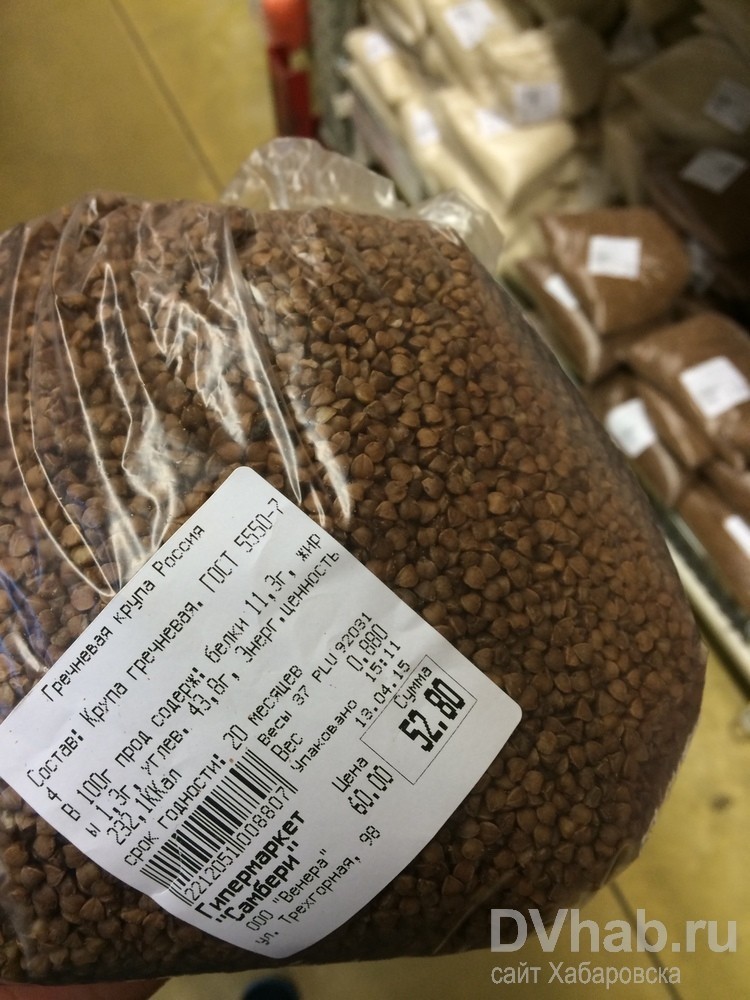 Гречневая крупа Россия
Состав: Крупа гречневая. ГОСТ 5550-7
4
в 100г прод содерж: белки 11,3г, жир
ы 1,3г, углев. 43,8г, Энерг.ценность
232,1ККал
срок годности: 20 месяцев
Весы 37 PLU 92031
Вес 0.880
Упаковано 15:11
13.04.15
Цена
60.00
Сумма
52.80
2212051008807
Гипермаркет
"Самбери"
ООО "Венера"
ул. Трехгорная, 98
DVhab.ru
сайт Хабаровска